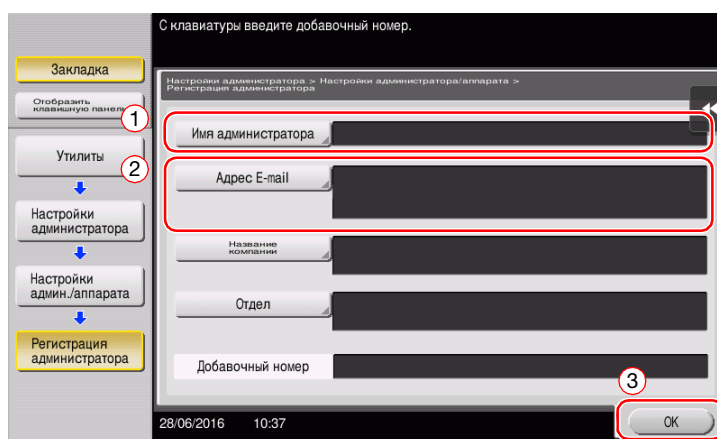 С клавиатуры введите добавочный номер.
Закладка
Отобразить
клавишную панель
1
Утилиты
2
Настройки
администратора
Настройки
админ./аппарата
Регистрация
администратора
Настройки администратора > Настройки администратора/аппарата >
Регистрация администратора
Имя администратора
Адрес E-mail
Название
компании
Отдел
Добавочный номер
3
28/06/2016 10:37
OK